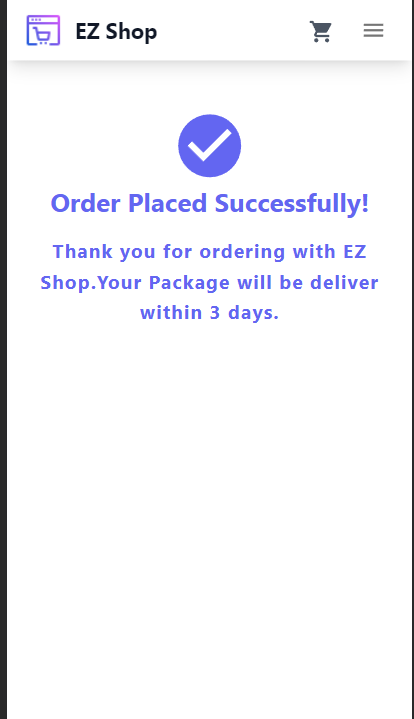 EZ Shop
Order Placed Successfully!
Thank you for ordering with EZ
Shop.Your Package will be deliver
within 3 days.